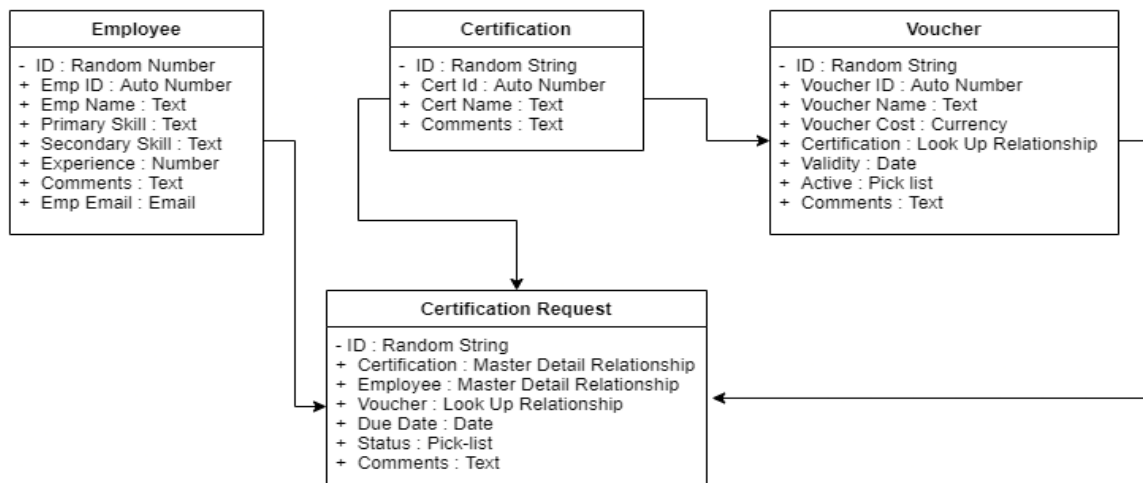 Employee
- ID : Random Number
+ Emp ID : Auto Number
+ Emp Name : Text
+ Primary Skill : Text
+ Secondary Skill : Text
+ Experience : Number
+ Comments : Text
+ Emp Email : Email
Certification
- ID : Random String
+ Cert Id : Auto Number
+ Cert Name : Text
+ Comments : Text
Voucher
- ID : Random String
+ Voucher ID : Auto Number
+ Voucher Name : Text
+ Voucher Cost : Currency
+ Certification : Look Up Relationship
+ Validity : Date
+ Active : Pick list
+ Comments : Text
Certification Request
- ID : Random String
+ Certification : Master Detail Relationship
+ Employee : Master Detail Relationship
+ Voucher : Look Up Relationship
+ Due Date : Date
+ Status : Pick-list
+ Comments : Text